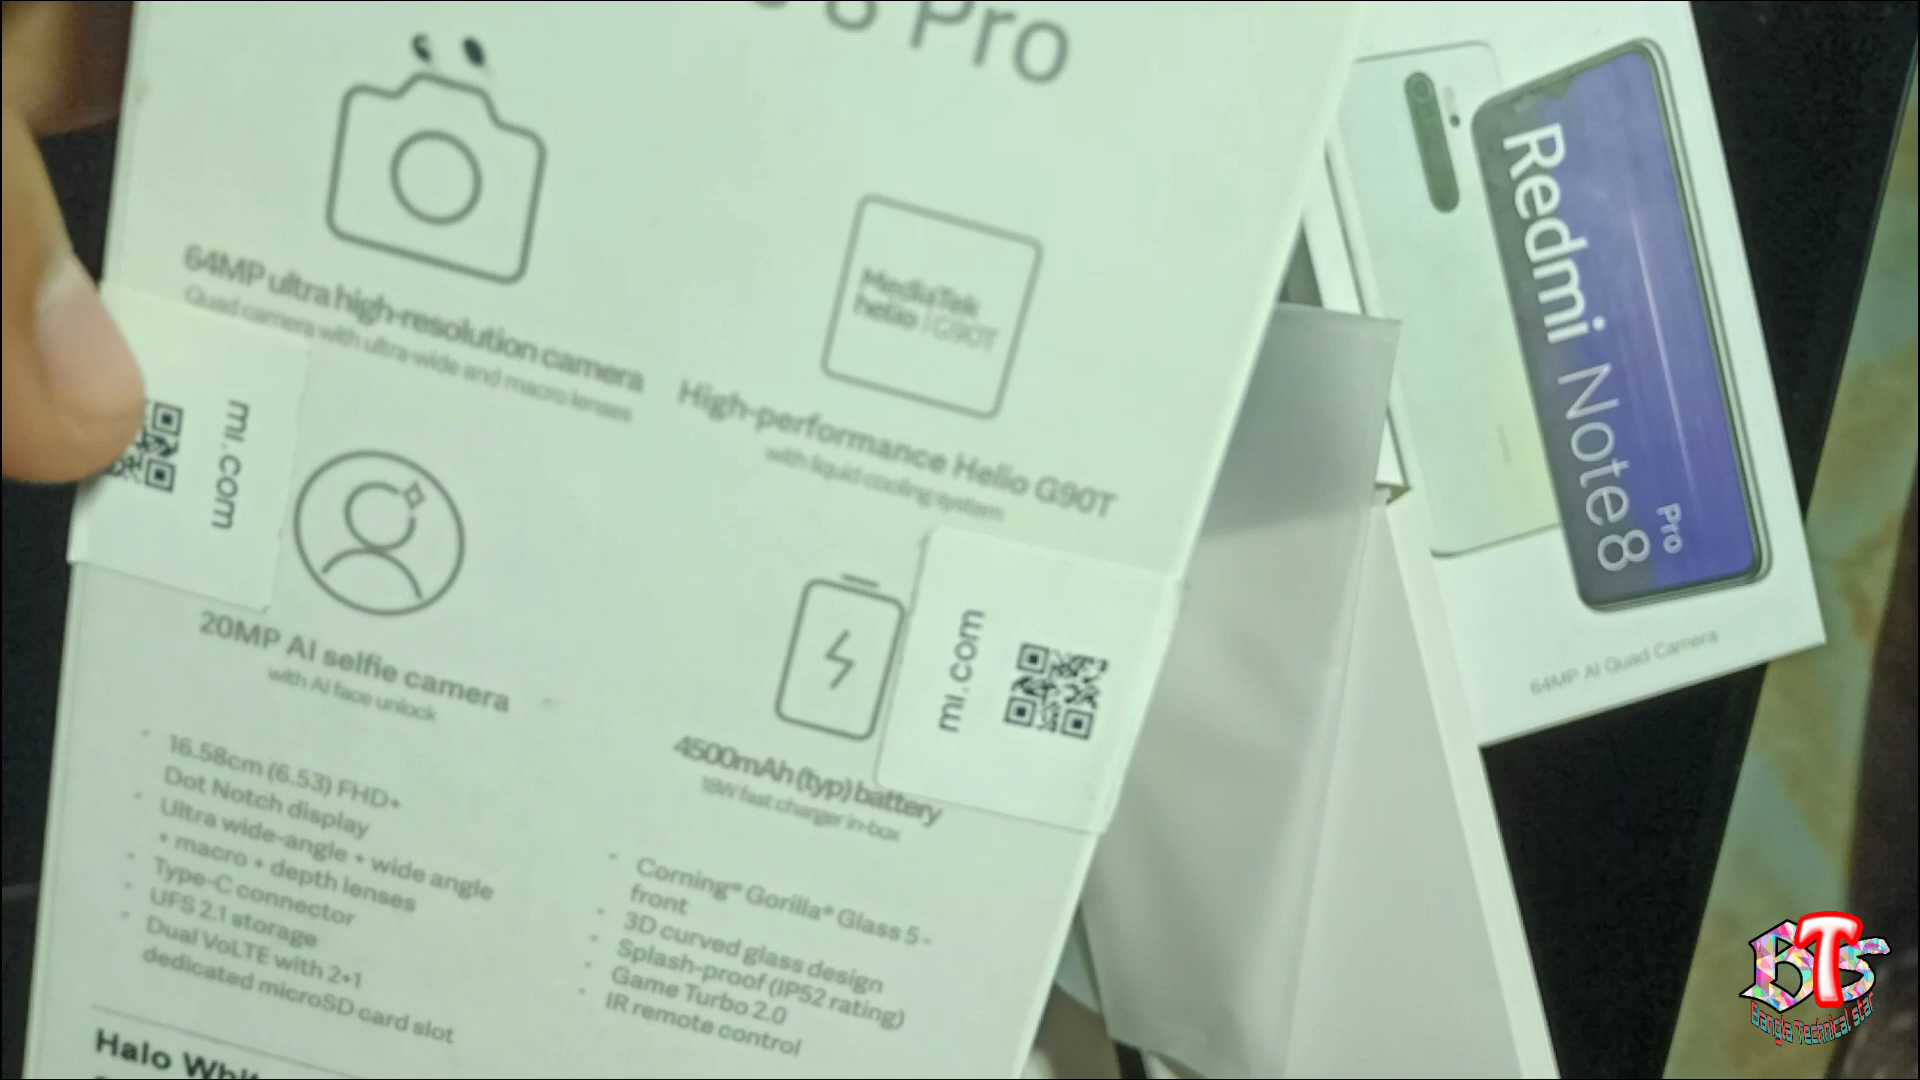 8 Pro
64MP ultra high-resolution camera
Quad camera with ultra-wide and macro lenses
MediaTek
helio | G90T
High-performance Helio G90T
with liquid cooling system
mi.com
20MP AI selfie camera
with AI face unlock
mi.com
4500mAh (typ) battery
18W fast charger in-box
• 16.58cm (6.53) FHD+
Dot Notch display
• Ultra wide-angle + wide angle
+ macro + depth lenses
• Type-C connector
• UFS 2.1 storage
• Dual VoLTE with 2+1
dedicated microSD card slot
• Corning® Gorilla® Glass 5 -
front
• 3D curved glass design
• Splash-proof (IP52 rating)
• Game Turbo 2.0
• IR remote control
Halo
Redmi Note8
Pro
64MP AI Quad Camera
BTS
Bangla Technical star